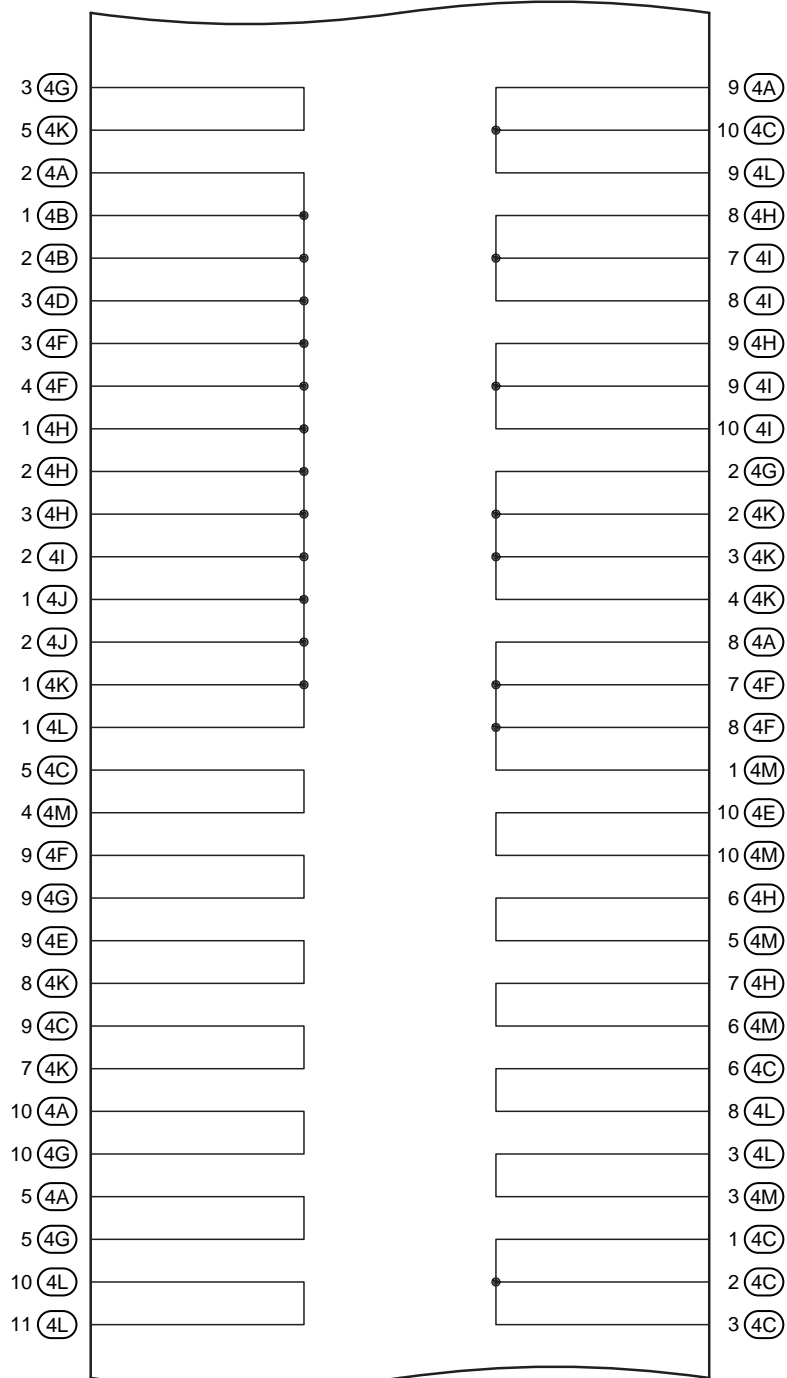 3 4G
5 4K
2 4A
1 4B
2 4B
3 4D
3 4F
4 4F
1 4H
2 4H
3 4H
2 4I
1 4J
2 4J
1 4K
1 4L
5 4C
4 4M
9 4F
9 4G
9 4E
8 4K
9 4C
7 4K
10 4A
10 4G
5 4A
5 4G
10 4L
11 4L
9 4A
10 4C
9 4L
8 4H
7 4I
8 4I
9 4H
9 4I
10 4I
2 4G
2 4K
3 4K
4 4K
8 4A
7 4F
8 4F
1 4M
10 4E
10 4M
6 4H
5 4M
7 4H
6 4M
6 4C
8 4L
3 4L
3 4M
1 4C
2 4C
3 4C